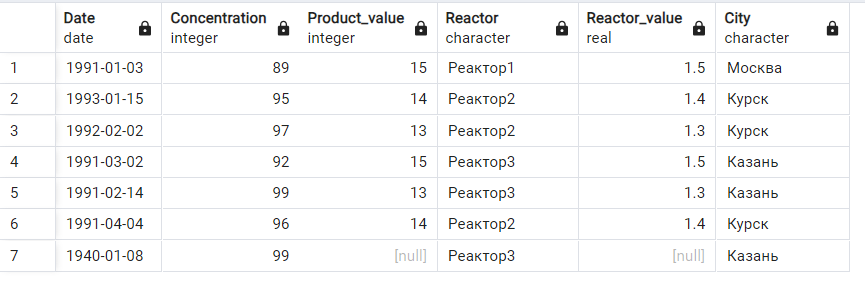 Date Concentration Product_value Reactor Reactor_value City
date integer integer character real character
1 1991-01-03 89 15 Реактор1 1.5 Москва
2 1993-01-15 95 14 Реактор2 1.4 Курск
3 1992-02-02 97 13 Реактор2 1.3 Курск
4 1991-03-02 92 15 Реактор3 1.5 Казань
5 1991-02-14 99 13 Реактор3 1.3 Казань
6 1991-04-04 96 14 Реактор2 1.4 Курск
7 1940-01-08 99 [null] Реактор3 [null] Казань